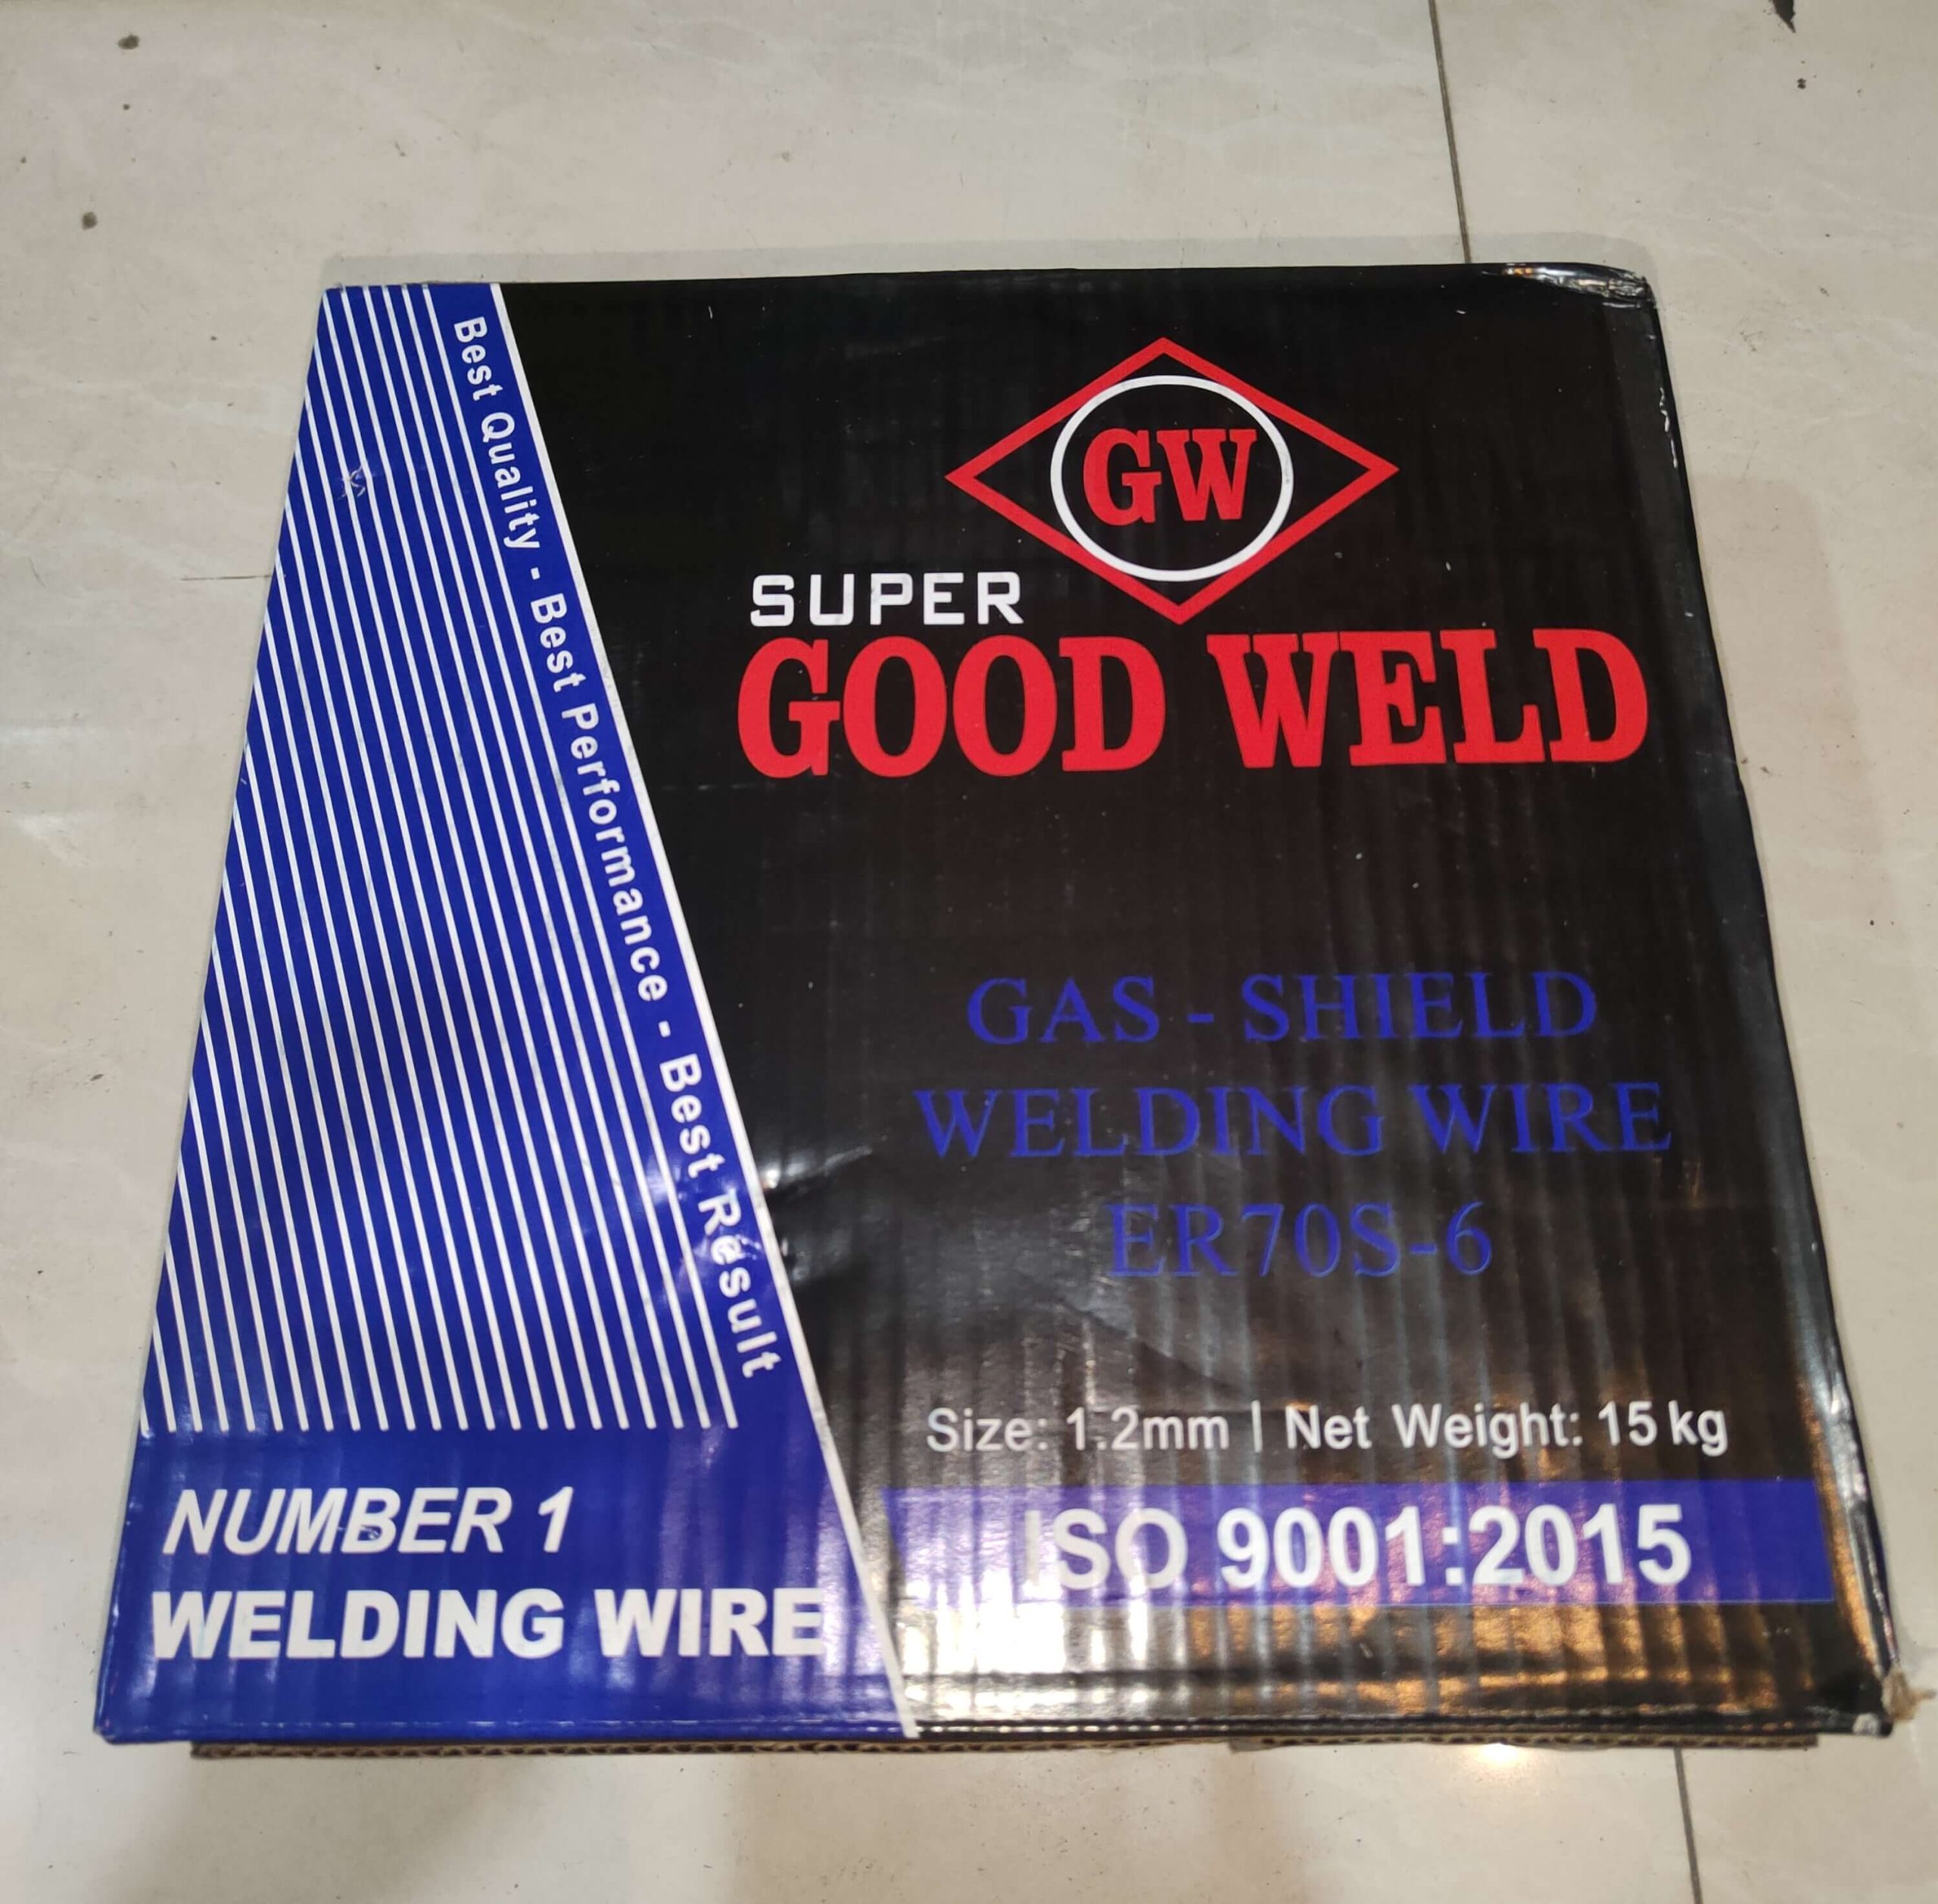 GW
SUPER
GOOD WELD
Best Quality - Best Performance - Best Result
GAS - SHIELD
WELDING WIRE
ER70S-6
Size: 1.2mm | Net Weight: 15 kg
ISO 9001:2015
NUMBER 1
WELDING WIRE